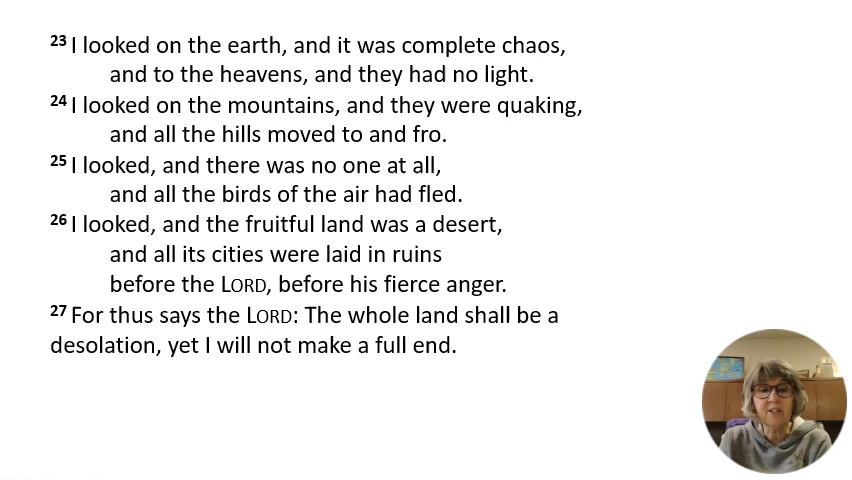 23 I looked on the earth, and it was complete chaos,
and to the heavens, and they had no light.
24 I looked on the mountains, and they were quaking,
and all the hills moved to and fro.
25 I looked, and there was no one at all,
and all the birds of the air had fled.
26 I looked, and the fruitful land was a desert,
and all its cities were laid in ruins
before the LORD, before his fierce anger.
27 For thus says the LORD: The whole land shall be a
desolation, yet I will not make a full end.